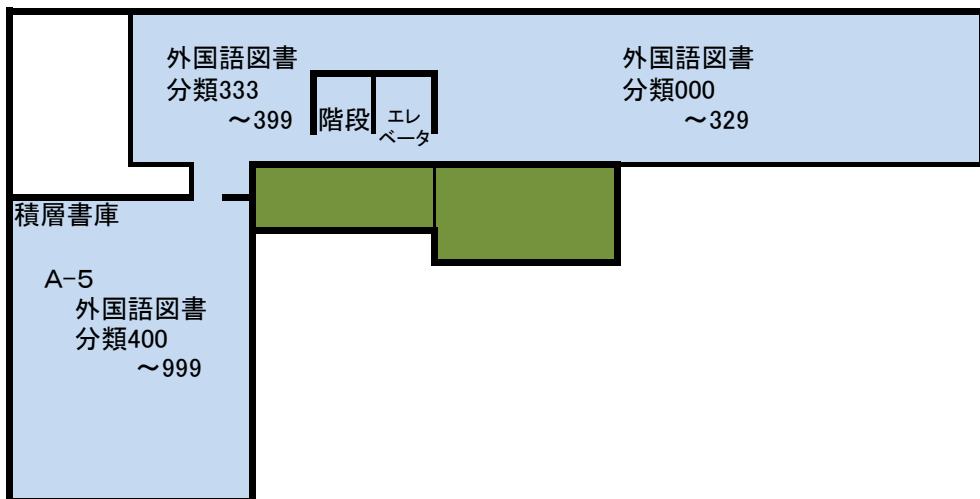 外国語図書
分類333
～399
階段
エレ
ベータ
外国語図書
分類000
～329
積層書庫
A-5
外国語図書
分類400
～999